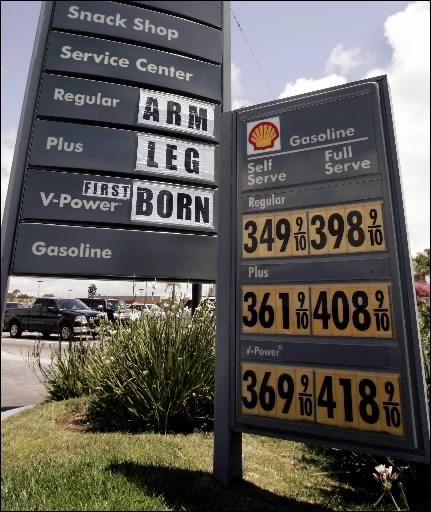 Snack Shop
Service Center
Regular ARM
Plus LEG
V-Power FIRST BORN
Gasoline
Gasoline
Self Serve Full Serve
Regular
349 9/10 398 9/10
Plus
361 9/10 408 9/10
V-Power
369 9/10 418 9/10